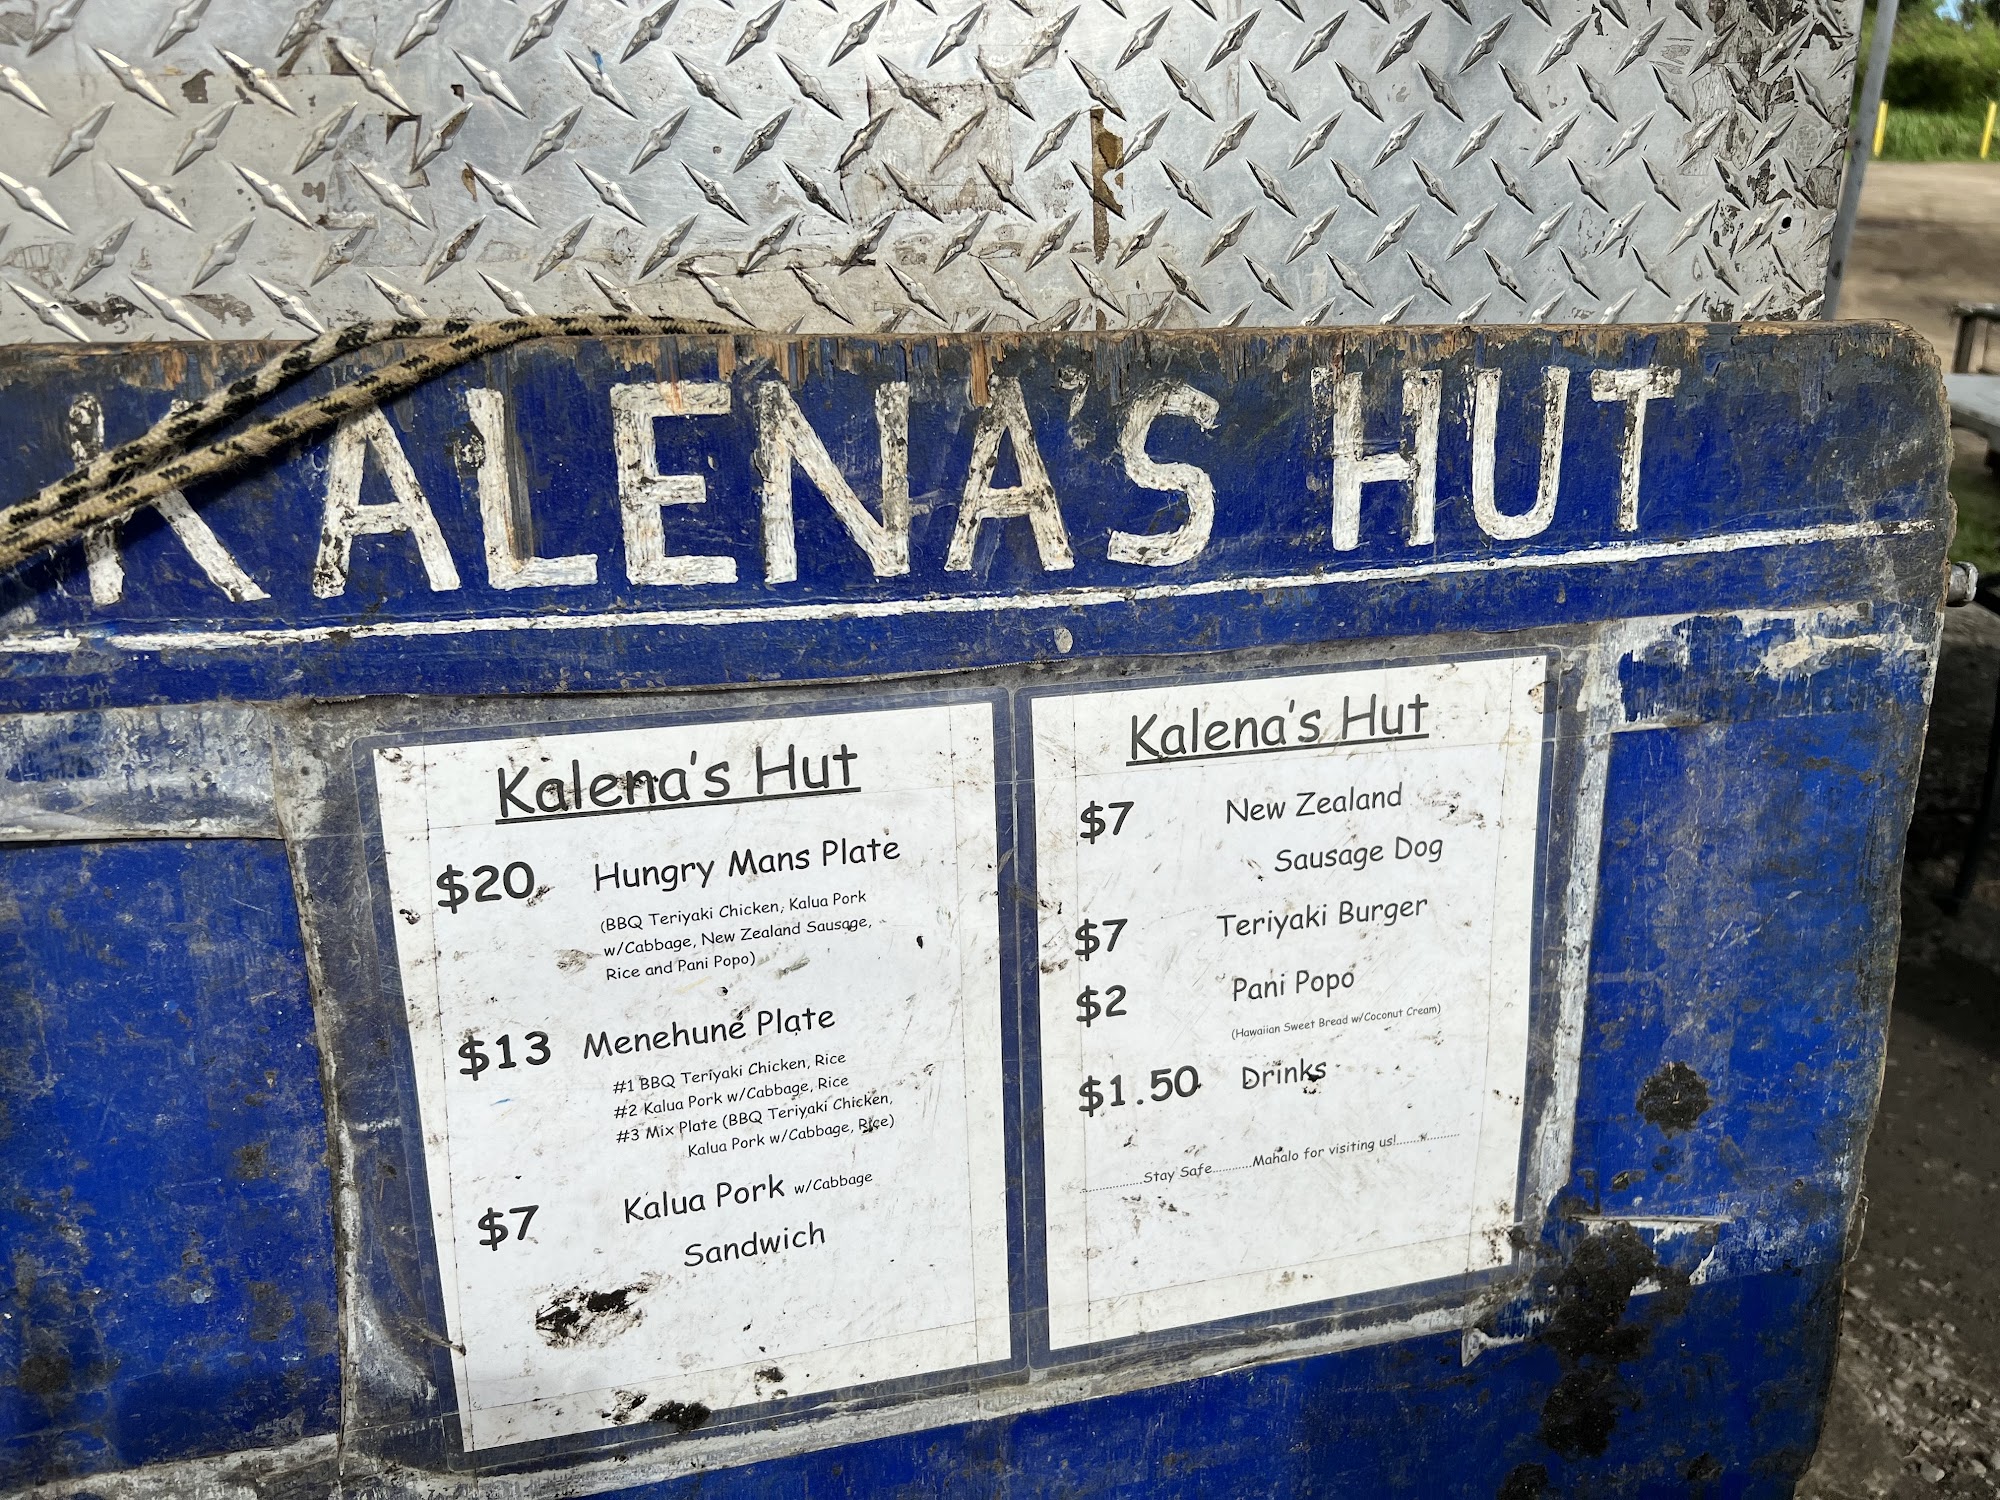 KALENA'S HUT
Kalena's Hut
$20 Hungry Mans Plate
(BBQ Teriyaki Chicken, Kalua Pork
w/Cabbage, New Zealand Sausage,
Rice and Pani Popo)
$13 Menehune Plate
#1 BBQ Teriyaki Chicken, Rice
#2 Kalua Pork w/Cabbage, Rice
#3 Mix Plate (BBQ Teriyaki Chicken,
Kalua Pork w/Cabbage, Rice)
$7 Kalua Pork w/Cabbage
Sandwich
Kalena's Hut
$7 New Zealand
Sausage Dog
$7 Teriyaki Burger
$2 Pani Popo
(Hawaiian Sweet Bread w/Coconut Cream)
$1.50 Drinks
..................Stay Safe............Mahalo for visiting us!...................